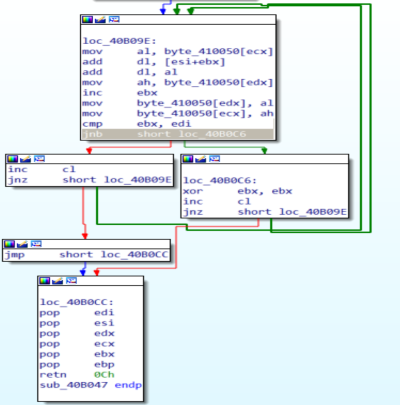 loc_40B09E:
mov al, byte_410050[ecx]
add dl, [esi+ebx]
add dl, al
mov ah, byte_410050[edx]
inc ebx
mov byte_410050[edx], al
mov byte_410050[ecx], ah
cmp ebx, edi
jnb short loc_40B0C6
inc cl
jnz short loc_40B09E
loc_40B0C6:
xor ebx, ebx
inc cl
jnz short loc_40B09E
jmp short loc_40B0CC
loc_40B0CC:
pop edi
pop esi
pop edx
pop ecx
pop ebx
pop ebp
retn 0Ch
sub_40B047 endp